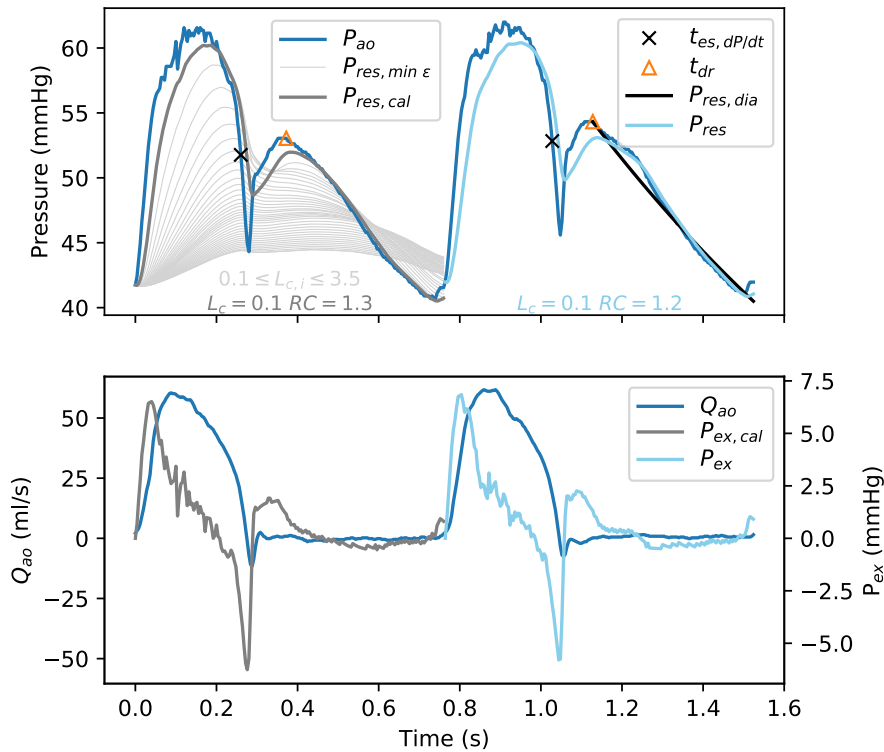 60
55
50
45
40
Pressure (mmHg)
P_ao
P_res, min ε
P_res, cal
t_es, dP/dt
t_dr
P_res, dia
P_res
0.1 ≤ L_c, i ≤ 3.5
L_c = 0.1 RC = 1.3
L_c = 0.1 RC = 1.2
50
25
0
−25
−50
Q_ao (ml/s)
Q_ao
P_ex, cal
P_ex
7.5
5.0
2.5
0.0
−2.5
−5.0
P_ex (mmHg)
0.0 0.2 0.4 0.6 0.8 1.0 1.2 1.4 1.6
Time (s)